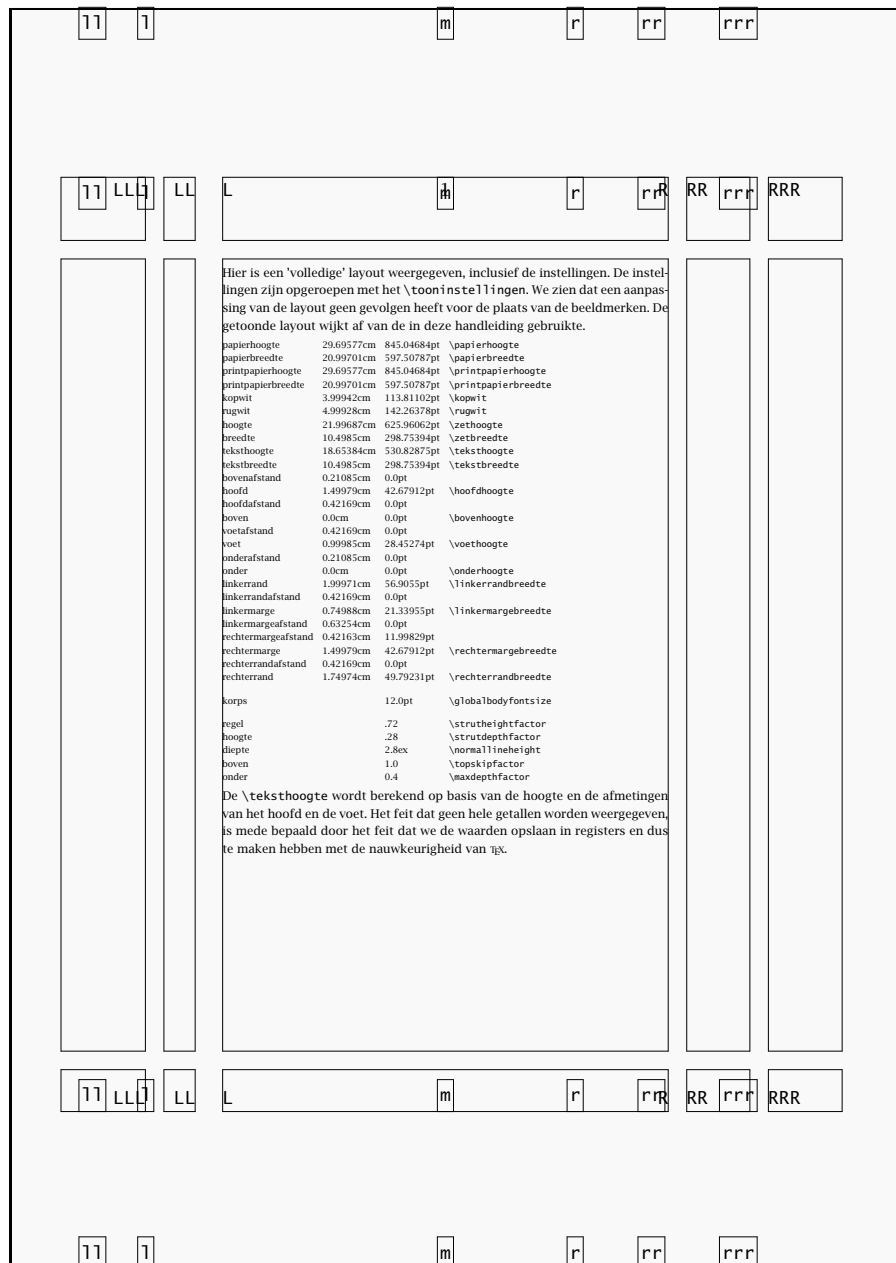 ll l m r rr rrr
ll LLL l LL L m r rr R RR rrr RRR
Hier is een 'volledige' layout weergegeven, inclusief de instellingen. De instel-
lingen zijn opgeroepen met het \tooninstellingen. We zien dat een aanpas-
sing van de layout geen gevolgen heeft voor de plaats van de beeldmerken. De
getoonde layout wijkt af van de in deze handleiding gebruikte.
papierhoogte 29.69577cm 845.04684pt \papierhoogte
papierbreedte 20.99701cm 597.50787pt \papierbreedte
printpapierhoogte 29.69577cm 845.04684pt \printpapierhoogte
printpapierbreedte 20.99701cm 597.50787pt \printpapierbreedte
kopwit 3.99942cm 113.81102pt \kopwit
rugwit 4.99928cm 142.26378pt \rugwit
hoogte 21.99687cm 625.96062pt \zethoogte
breedte 10.4985cm 298.75394pt \zetbreedte
teksthoogte 18.65384cm 530.82875pt \teksthoogte
tekstbreedte 10.4985cm 298.75394pt \tekstbreedte
bovenafstand 0.21085cm 0.0pt
hoofd 1.49979cm 42.67912pt \hoofdhoogte
hoofdafstand 0.42169cm 0.0pt
boven 0.0cm 0.0pt \bovenhoogte
voetafstand 0.42169cm 0.0pt
voet 0.99985cm 28.45274pt \voethoogte
onderafstand 0.21085cm 0.0pt
onder 0.0cm 0.0pt \onderhoogte
linkerrand 1.99971cm 56.9055pt \linkerrandbreedte
linkerrandafstand 0.42169cm 0.0pt
linkermarge 0.74988cm 21.33955pt \linkermargebreedte
linkermargeafstand 0.63254cm 0.0pt
rechtermargeafstand 0.42163cm 11.99829pt
rechtermarge 1.49979cm 42.67912pt \rechtermargebreedte
rechterrandafstand 0.42169cm 0.0pt
rechterrand 1.74974cm 49.79231pt \rechterrandbreedte
korps 12.0pt \globalbodyfontsize
regel .72 \strutheightfactor
hoogte .28 \strutdepthfactor
diepte 2.8ex \normallineheight
boven 1.0 \topskipfactor
onder 0.4 \maxdepthfactor
De \teksthoogte wordt berekend op basis van de hoogte en de afmetingen
van het hoofd en de voet. Het feit dat geen hele getallen worden weergegeven,
is mede bepaald door het feit dat we de waarden opslaan in registers en dus
te maken hebben met de nauwkeurigheid van TEX.
ll LLL l LL L m r rr R RR rrr RRR
ll l m r rr rrr